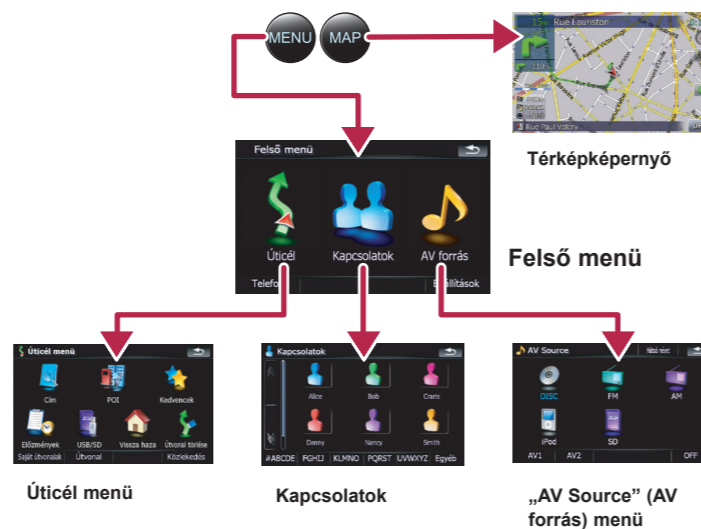 MENU MAP
15m Rue Lauriston
Rue Paul Valéry
Térképképernyő
Felső menü
Úticél Kapcsolatok AV forrás
Felső menü
Úticél menü
Cím POI Kedvencek
Előzmények USB/SD Vissza haza Útvonal törlése
Saját útvonalak Útvonal Közlekedés
Kapcsolatok
Alice Bob
Denny Nancy Smith
#ABCDE FGHIJ KLMNO PQRST UVWXYZ Egyéb
AV Source
DISC FM AM
iPod SD
AV1 AV2 OFF
Úticél menü
Kapcsolatok
„AV Source” (AV
forrás) menü